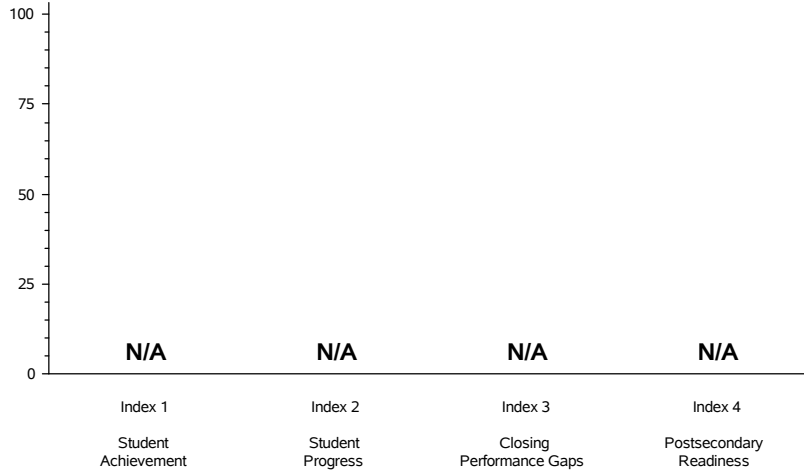 100
75
50
25
0
N/A N/A N/A N/A
Index 1 Index 2 Index 3 Index 4
Student Student Closing Postsecondary
Achievement Progress Performance Gaps Readiness